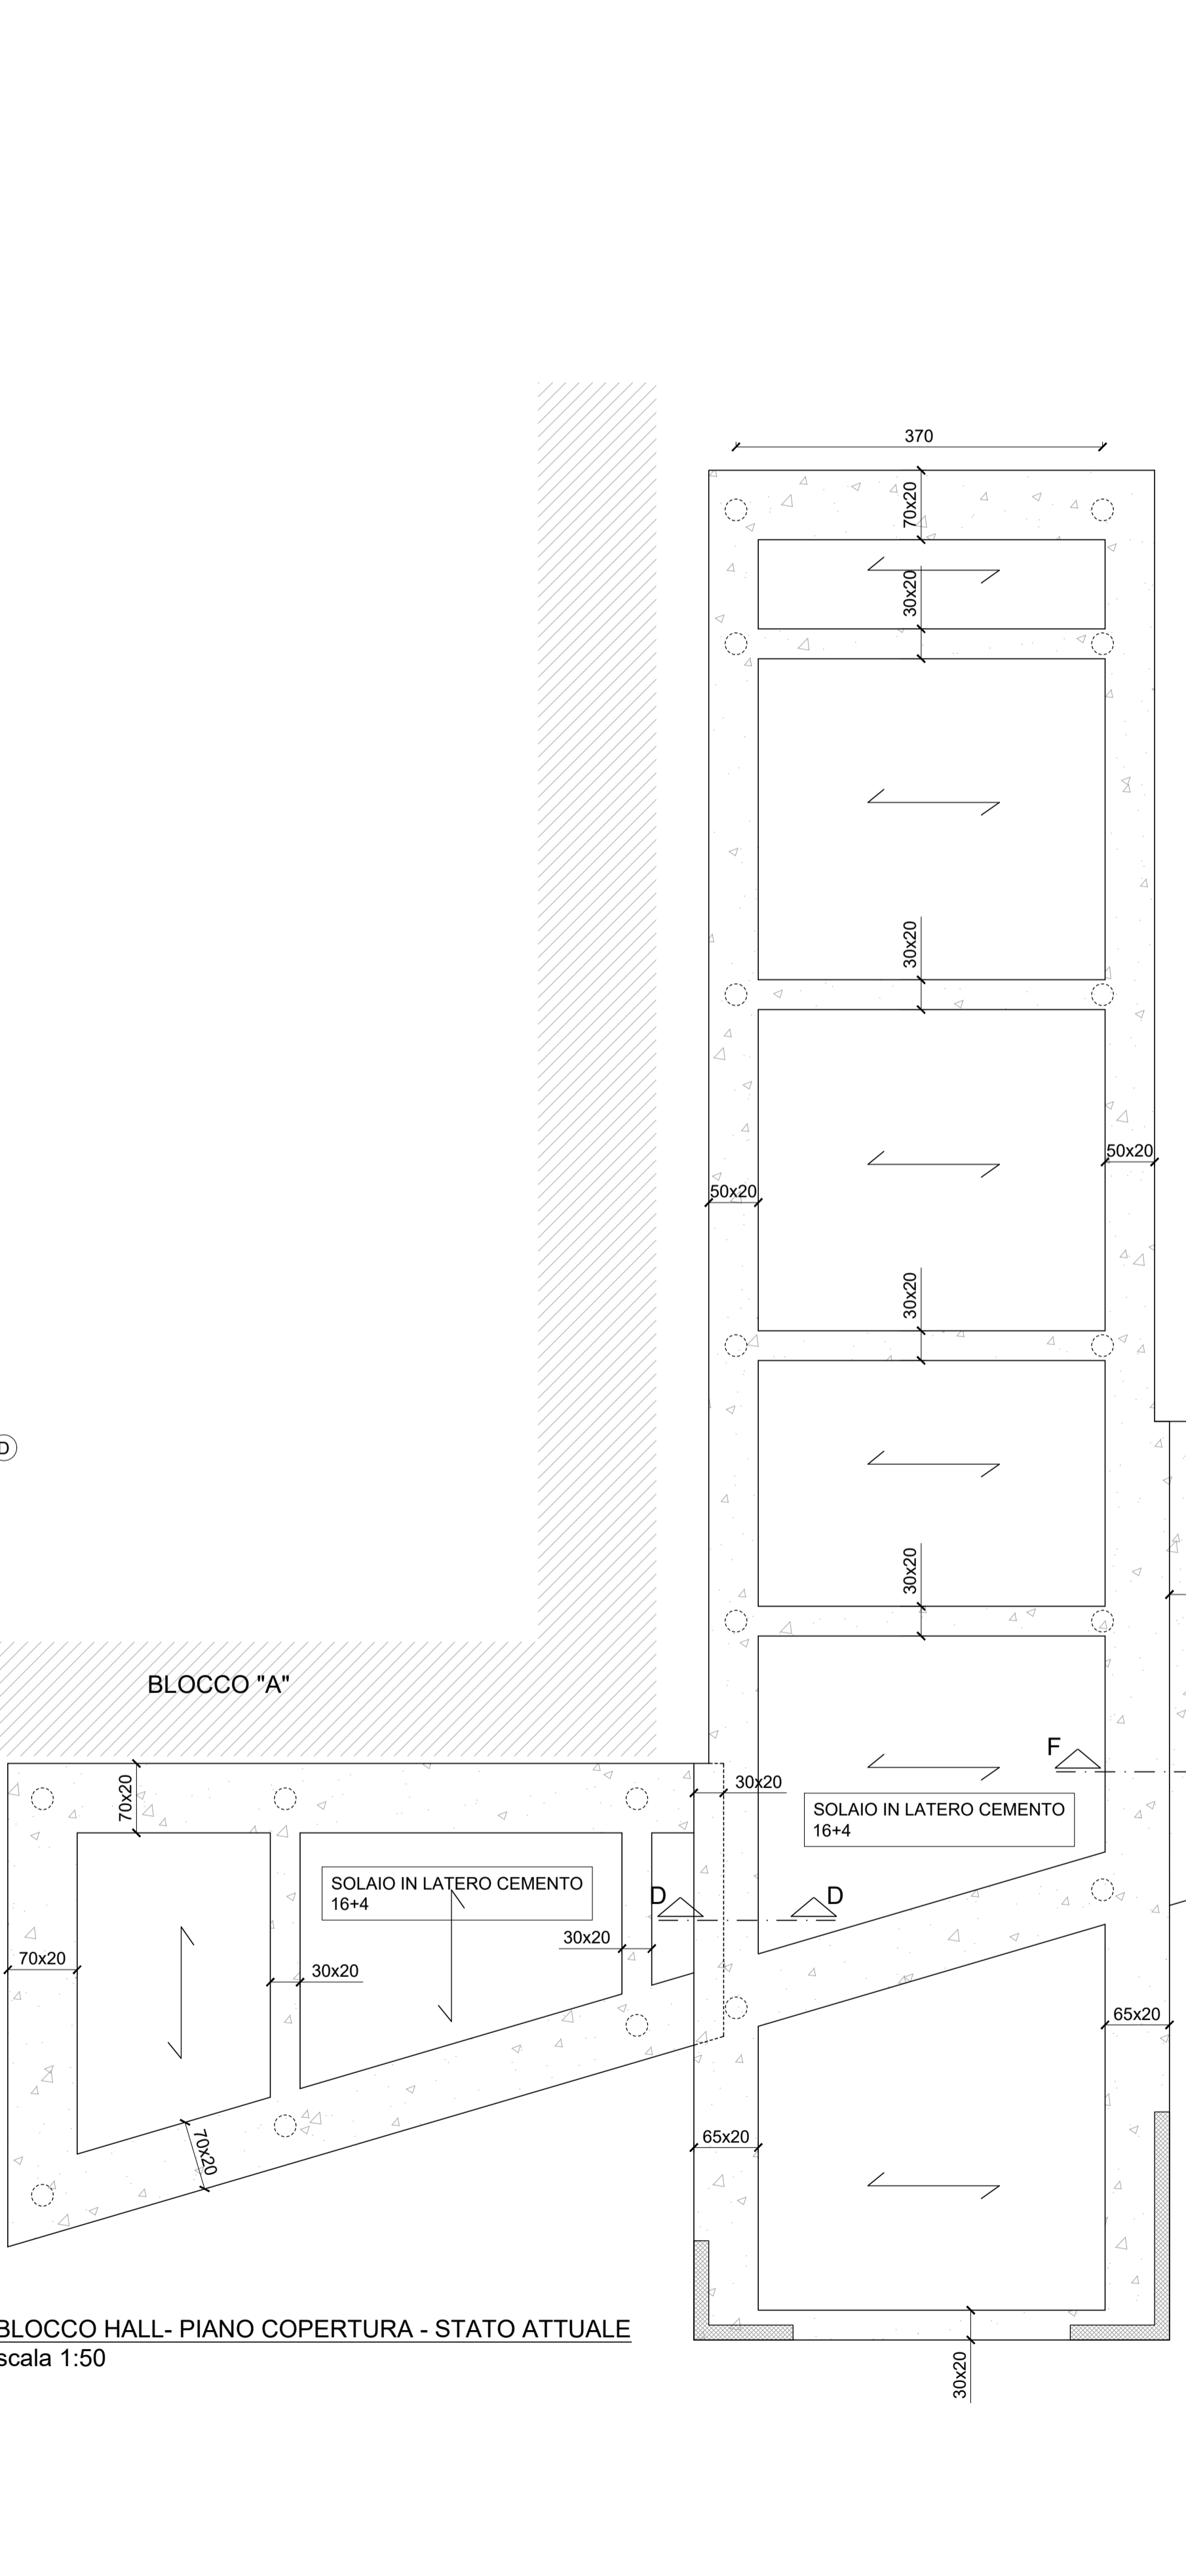 370
70x20
30x20
30x20
50x20
50x20
30x20
D
30x20
BLOCCO "A"
F
70x20
30x20
SOLAIO IN LATERO CEMENTO
16+4
SOLAIO IN LATERO CEMENTO
16+4
D
D
30x20
70x20
30x20
65x20
70x20
65x20
BLOCCO HALL- PIANO COPERTURA - STATO ATTUALE
scala 1:50
30x20